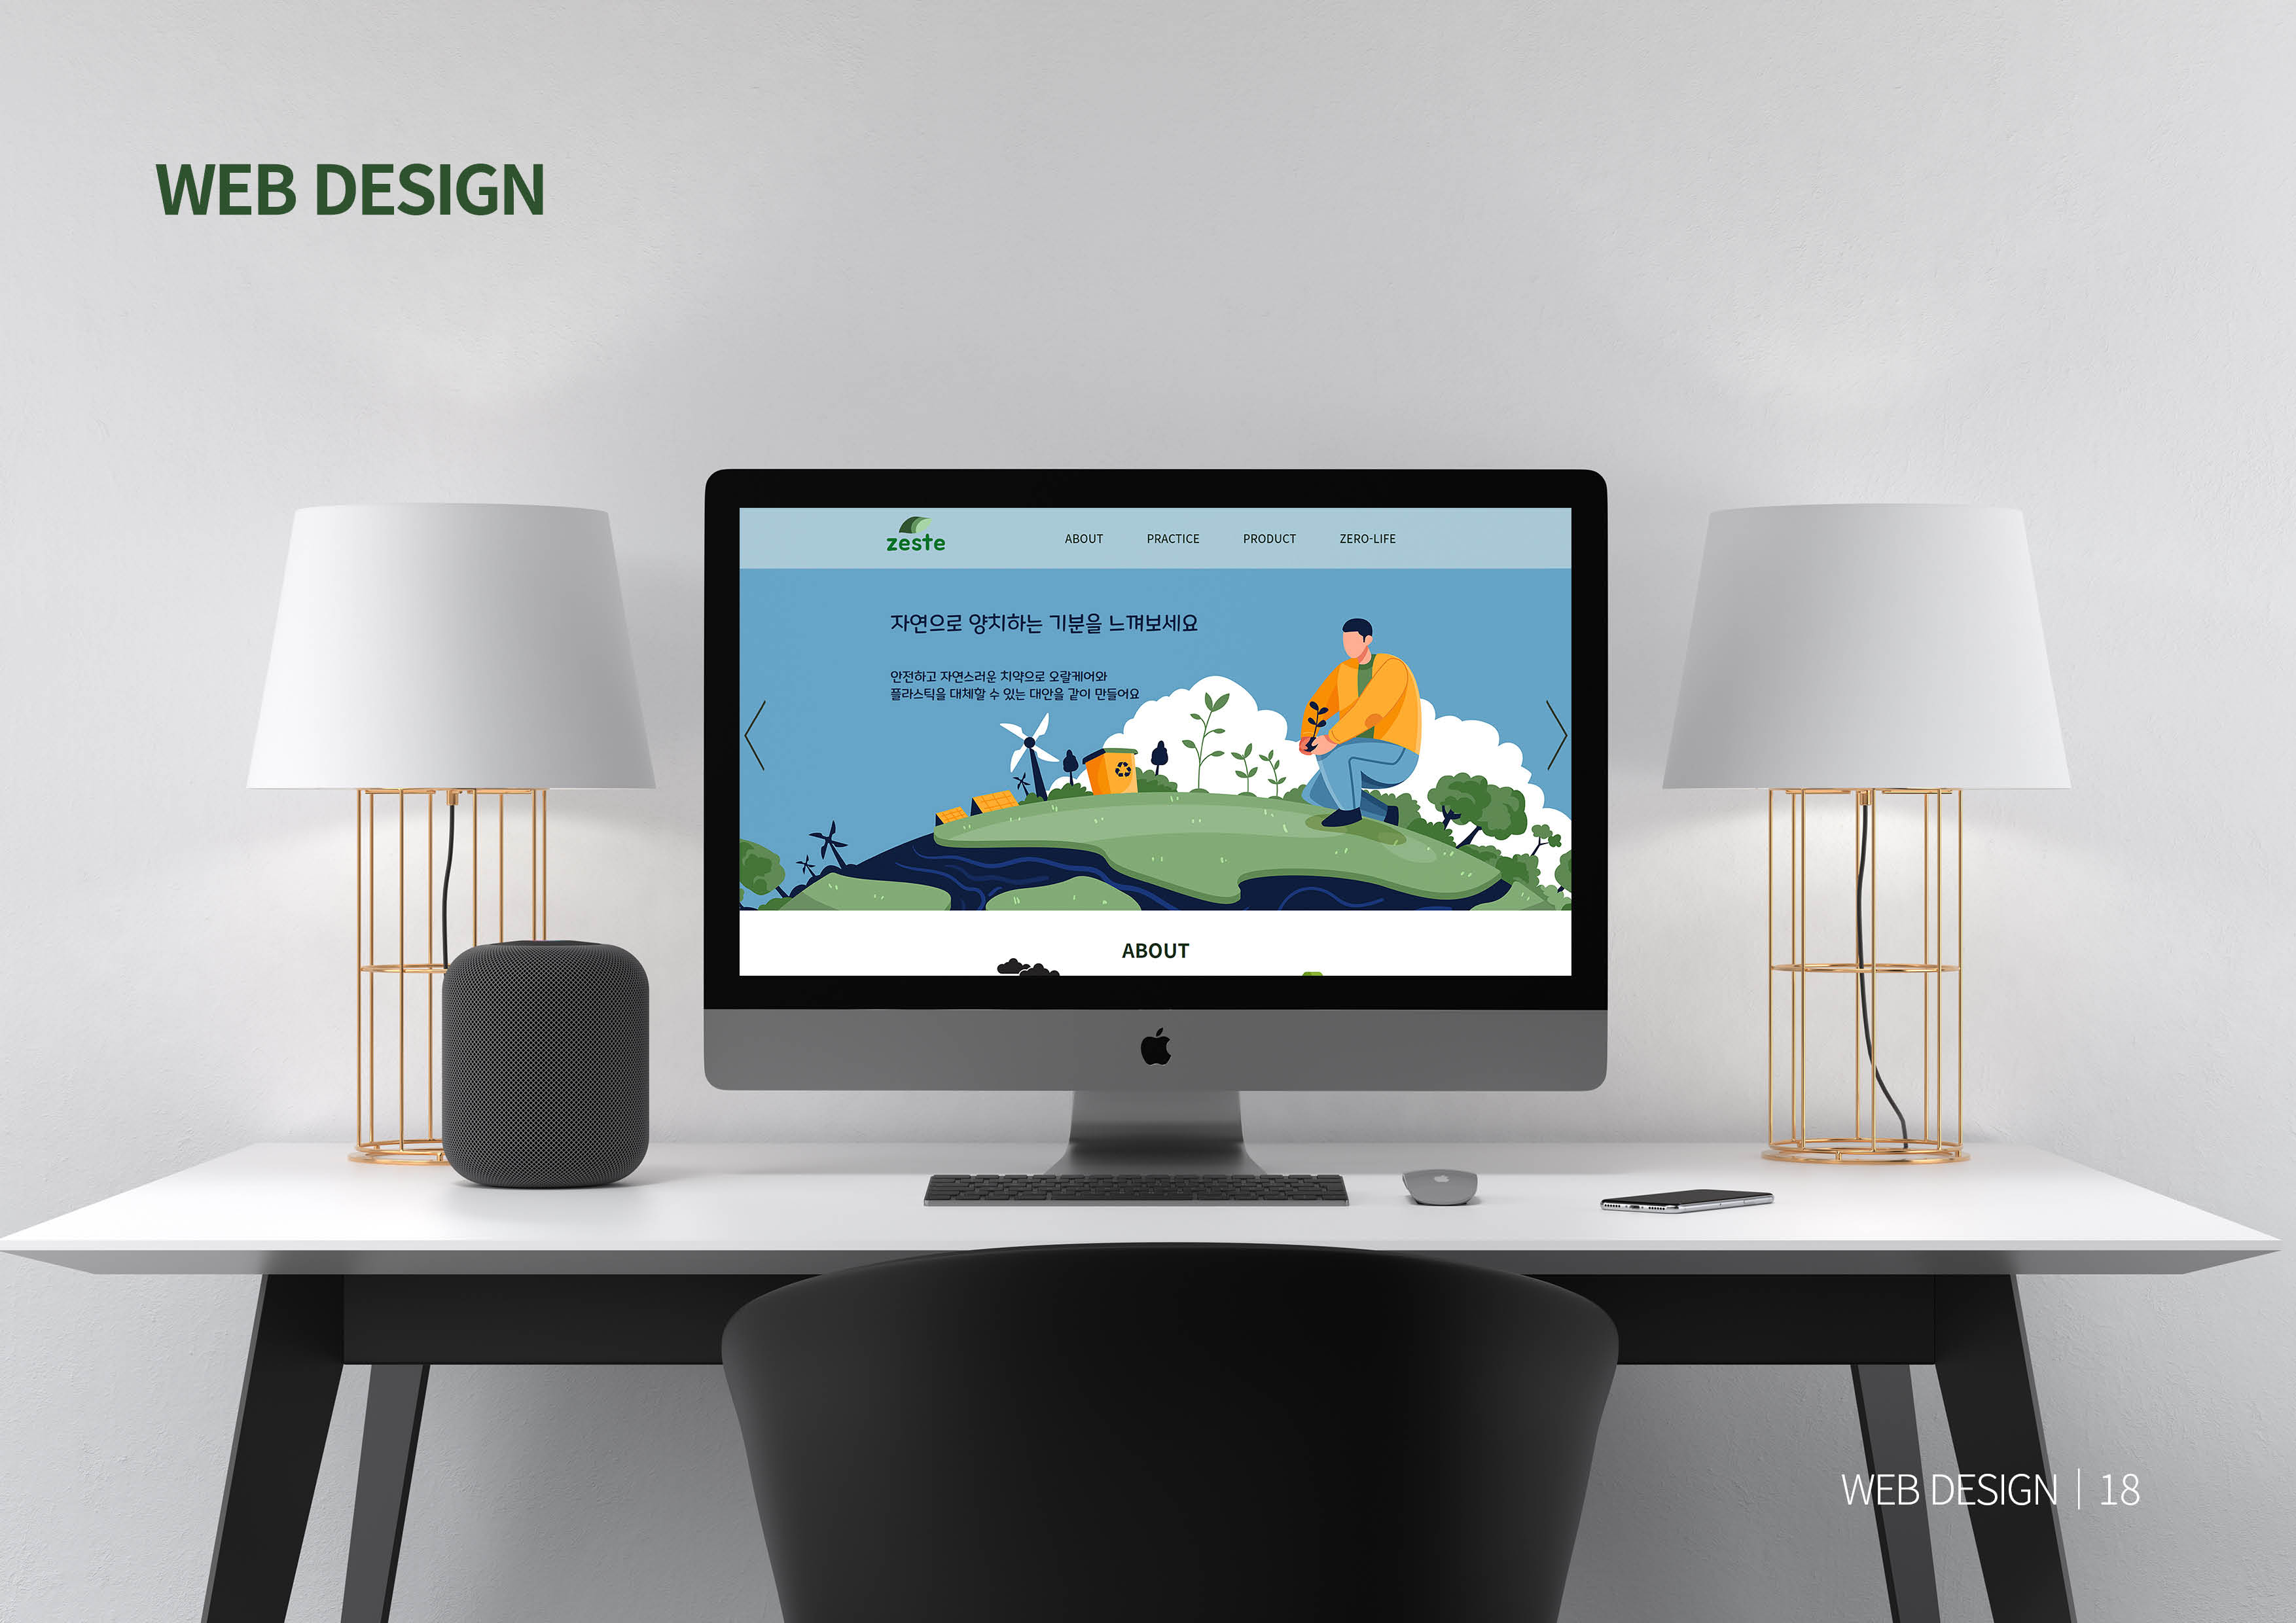 WEB DESIGN
zeste
ABOUT
PRACTICE
PRODUCT
ZERO-LIFE
자연으로 양치하는 기분을 느껴보세요
안전하고 자연스러운 치약으로 오랄케어와
플라스틱을 대체할 수 있는 대안을 같이 만들어요
ABOUT
WEB DESIGN | 18